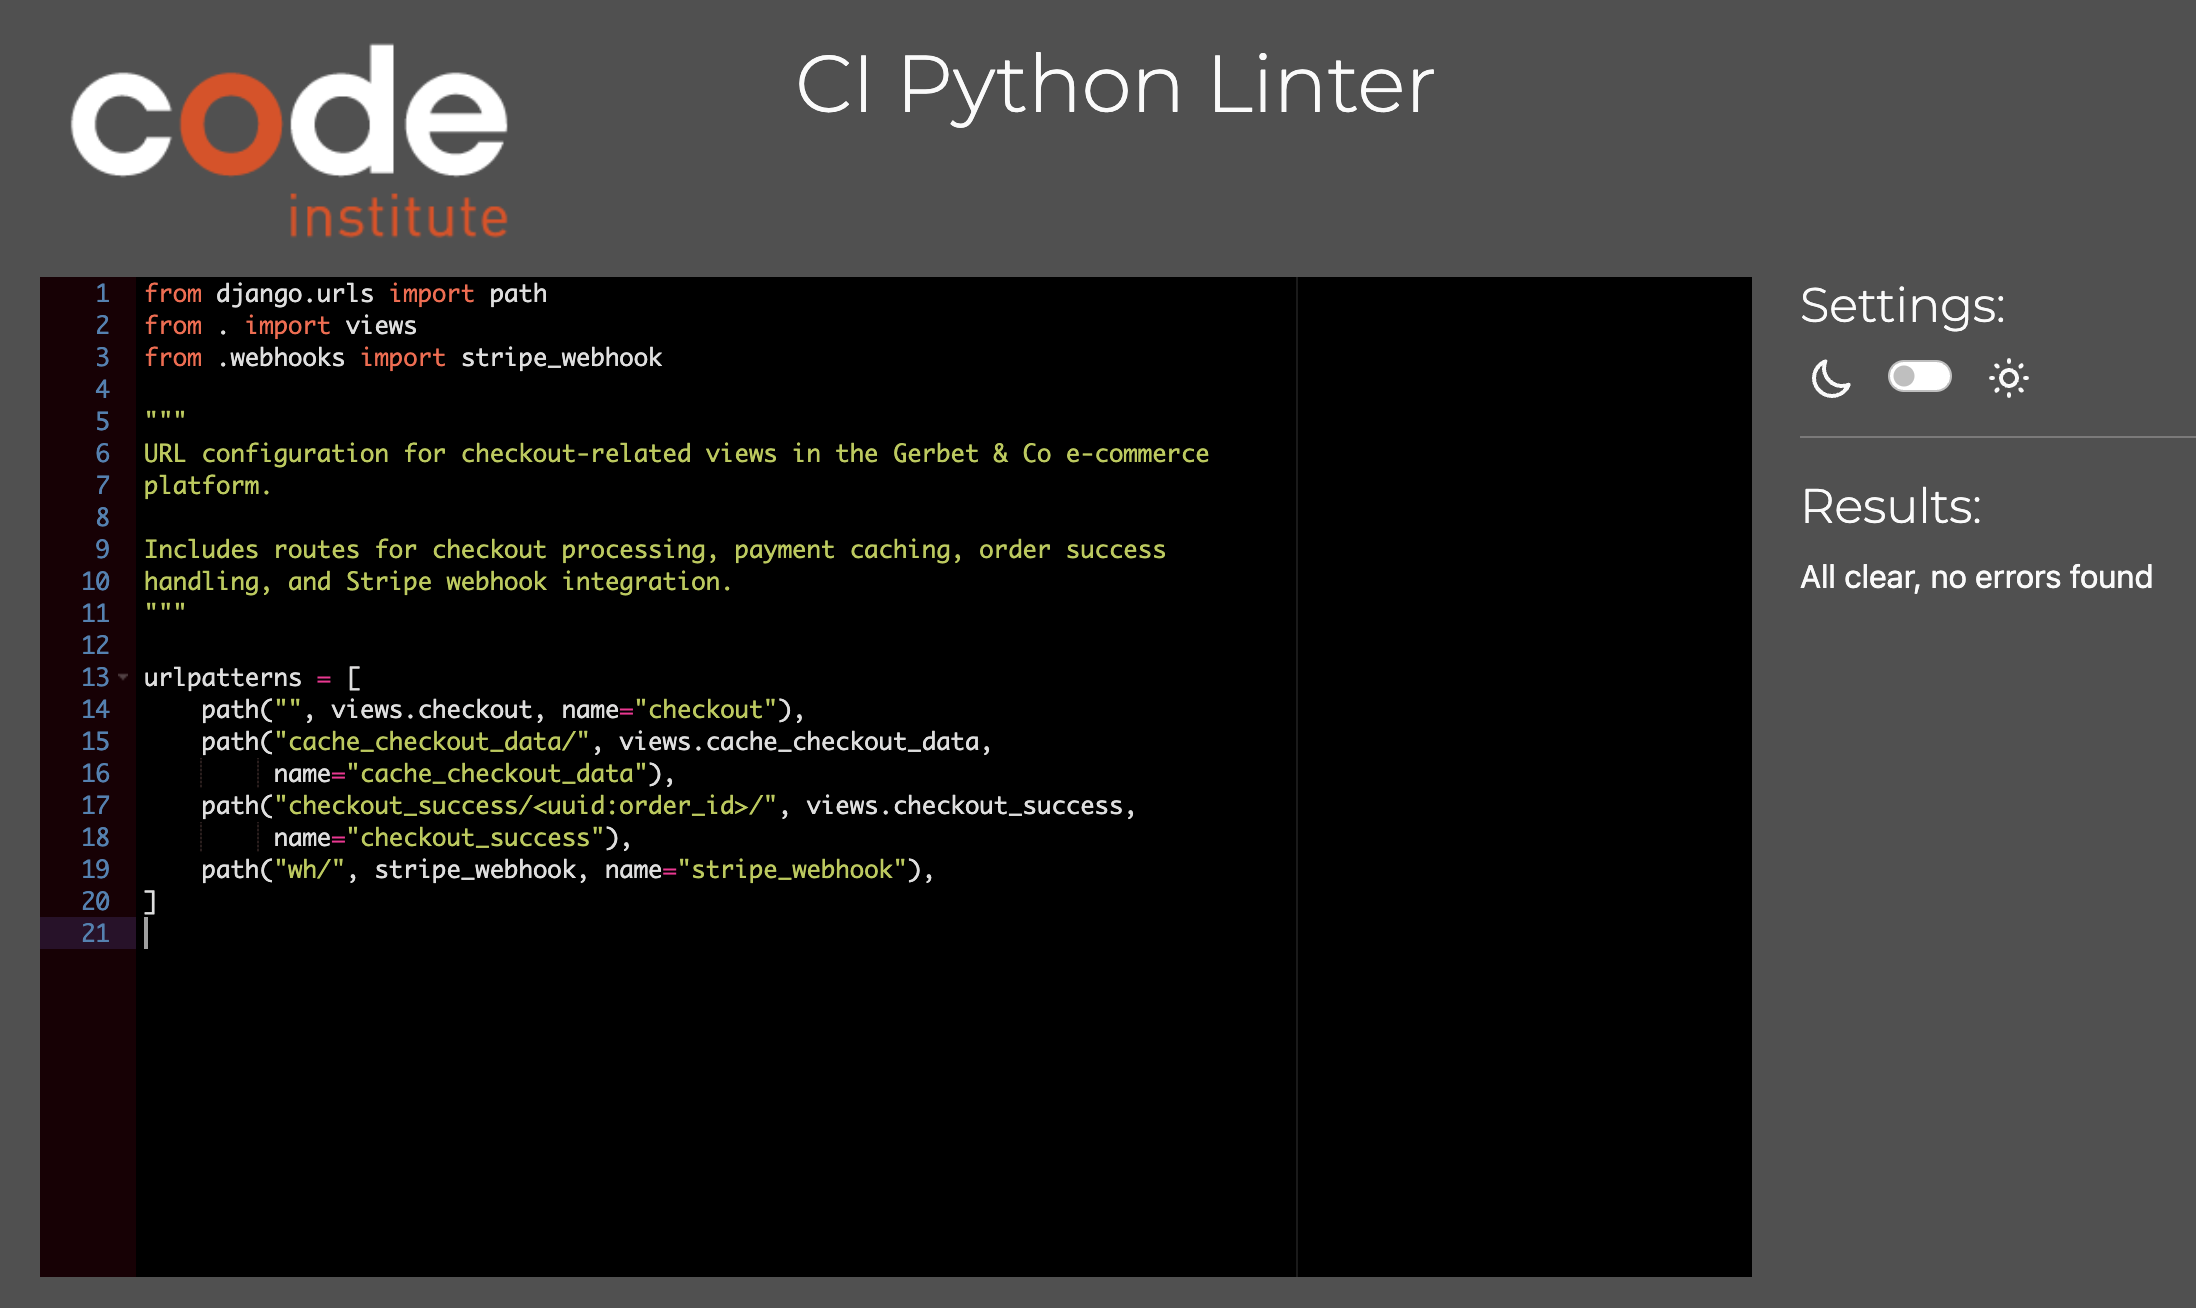 code
institute
CI Python Linter
1 from django.urls import path
2 from . import views
3 from .webhooks import stripe_webhook
4
5 """
6 URL configuration for checkout-related views in the Gerbet & Co e-commerce
7 platform.
8
9 Includes routes for checkout processing, payment caching, order success
10 handling, and Stripe webhook integration.
11 """
12
13 urlpatterns = [
14     path("", views.checkout, name="checkout"),
15     path("cache_checkout_data/", views.cache_checkout_data,
16          name="cache_checkout_data"),
17     path("checkout_success/<uuid:order_id>/", views.checkout_success,
18          name="checkout_success"),
19     path("wh/", stripe_webhook, name="stripe_webhook"),
20 ]
21
Settings:
Results:
All clear, no errors found